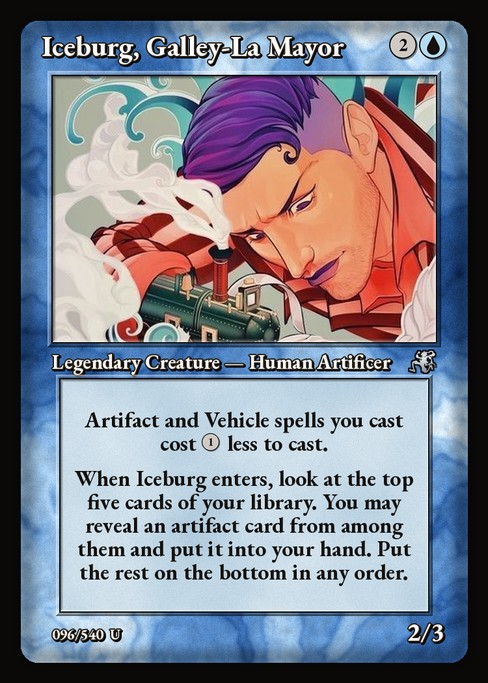 Iceburg, Galley-La Mayor 2
Legendary Creature — Human Artificer
Artifact and Vehicle spells you cast
cost 1 less to cast.
When Iceburg enters, look at the top
five cards of your library. You may
reveal an artifact card from among
them and put it into your hand. Put
the rest on the bottom in any order.
096/540 U 2/3